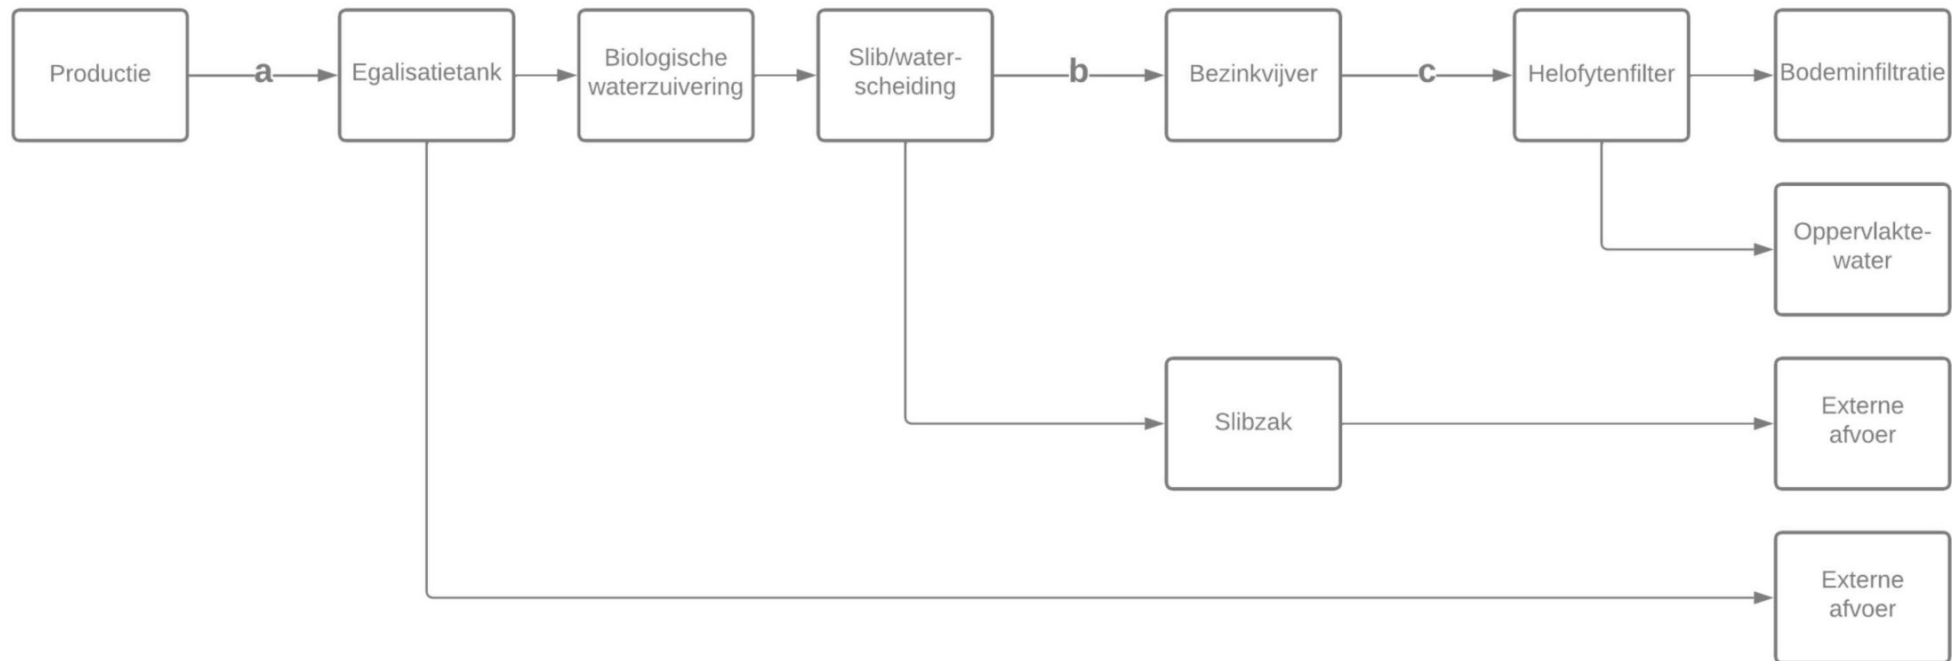 Productie
a
Egalisatietank
Biologische
waterzuivering
Slib/water-
scheiding
b
Bezinkvijver
c
Helofytenfilter
Bodeminfiltratie
Oppervlakte-
water
Slibzak
Externe
afvoer
Externe
afvoer